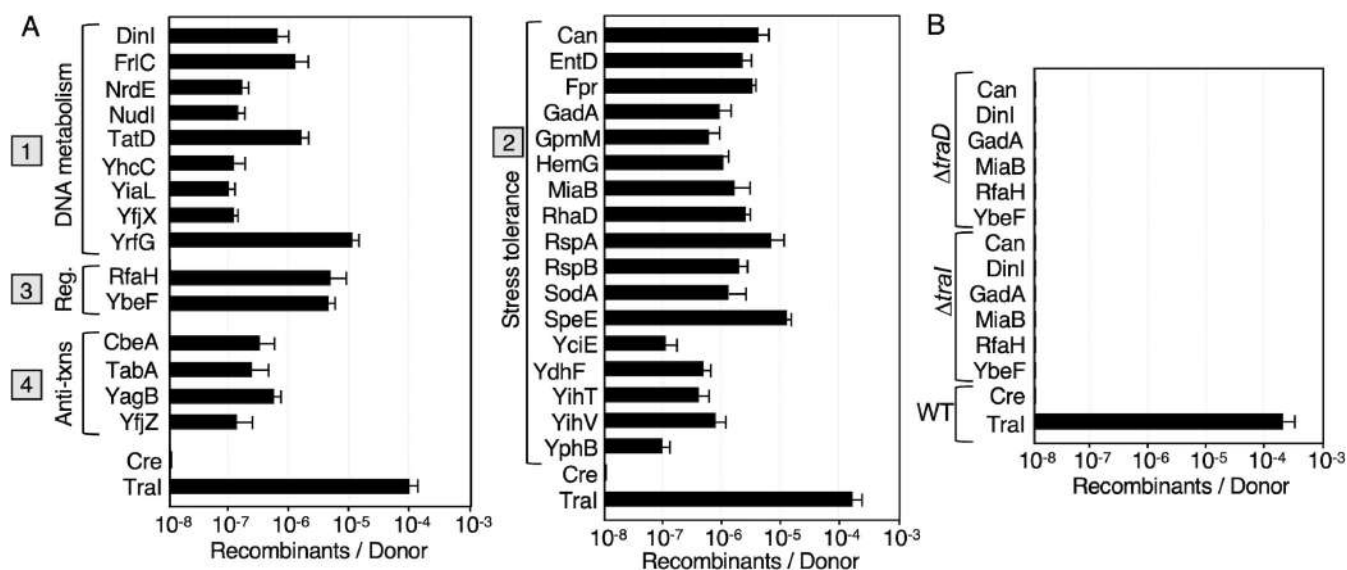 A
1
DNA metabolism
DinI
FrlC
NrdE
NudI
TatD
YhcC
YiaL
YfjX
YrfG
3
Reg.
RfaH
YbeF
4
Anti-txns
CbeA
TabA
YagB
YfjZ
Cre
TraI
10-8 10-7 10-6 10-5 10-4 10-3
Recombinants / Donor
2
Stress tolerance
Can
EntD
Fpr
GadA
GpmM
HemG
MiaB
RhaD
RspA
RspB
SodA
SpeE
YciE
YdhF
YihT
YihV
YphB
Cre
TraI
10-8 10-7 10-6 10-5 10-4 10-3
Recombinants / Donor
B
ΔtraD
Can
DinI
GadA
MiaB
RfaH
YbeF
ΔtraI
Can
DinI
GadA
MiaB
RfaH
YbeF
WT
Cre
TraI
10-8 10-7 10-6 10-5 10-4 10-3
Recombinants / Donor